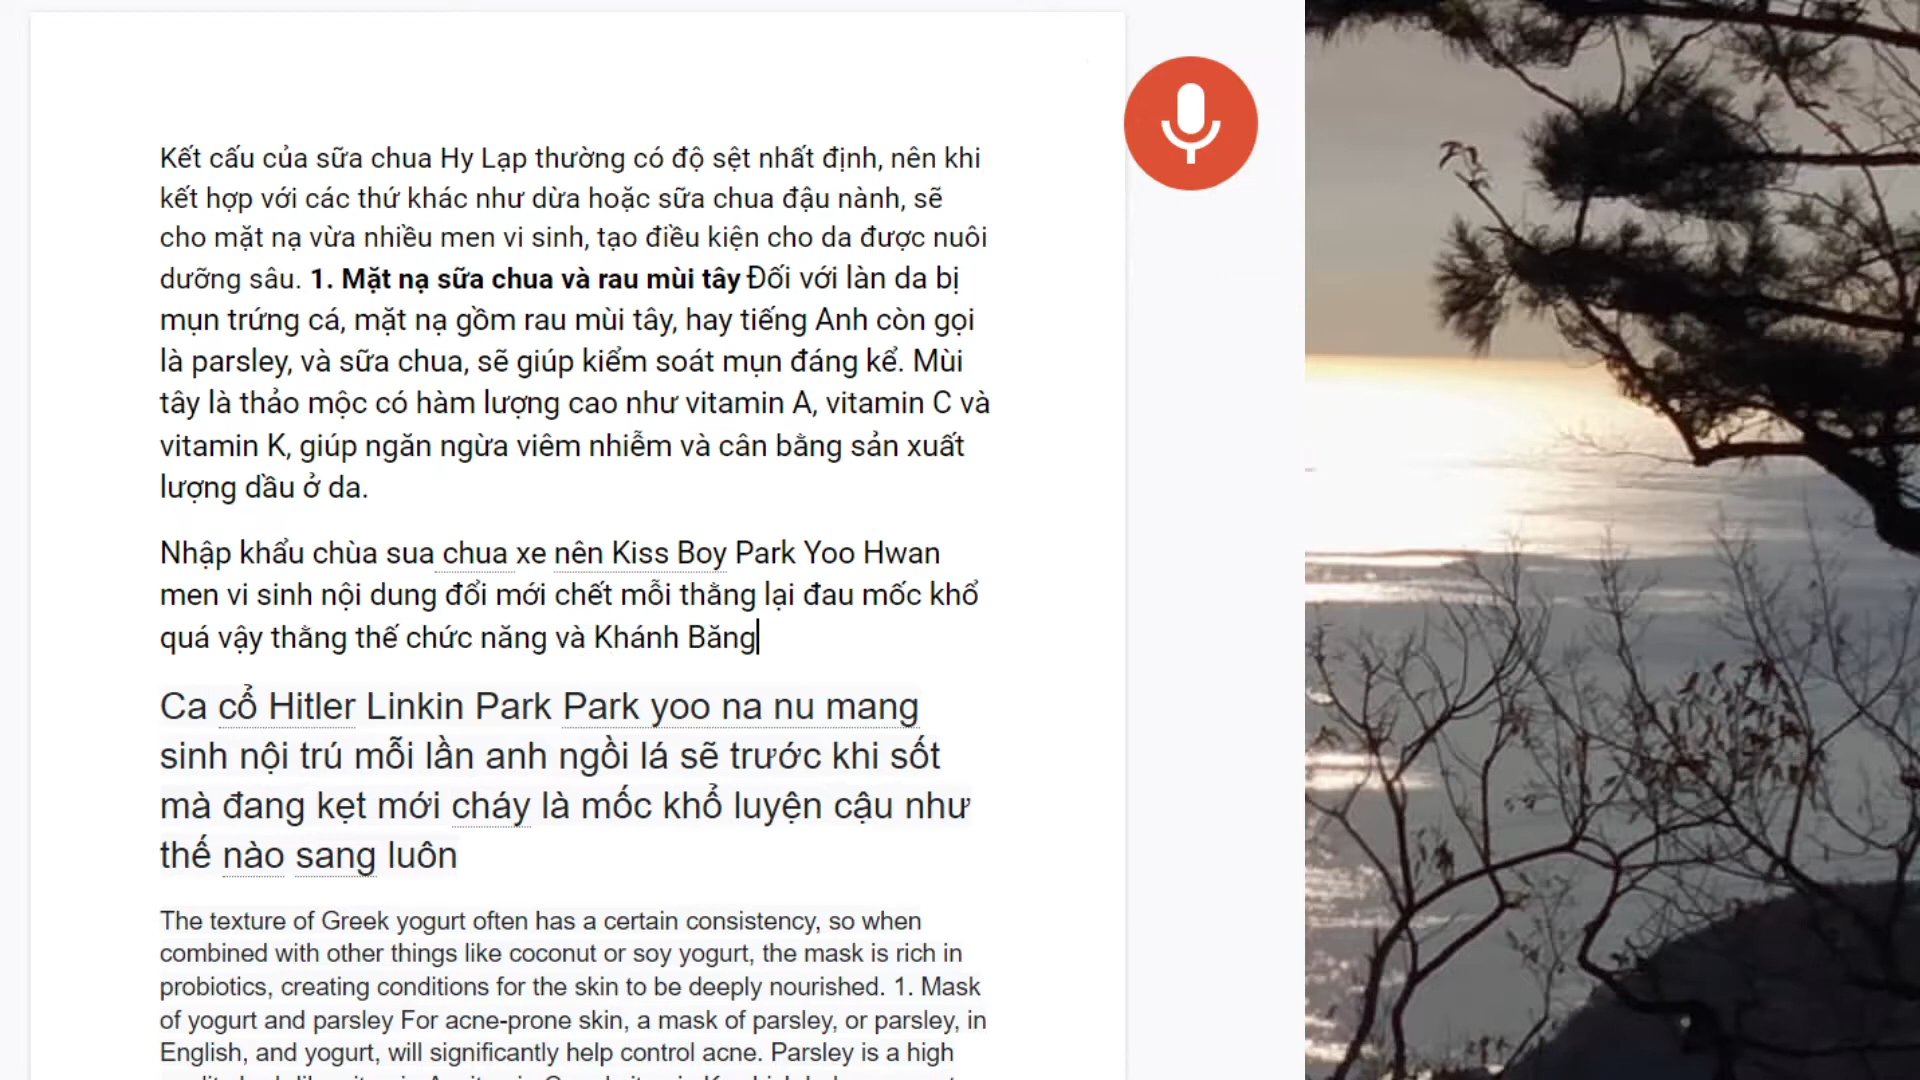 Kết cấu của sữa chua Hy Lạp thường có độ sệt nhất định, nên khi
kết hợp với các thứ khác như dừa hoặc sữa chua đậu nành, sẽ
cho mặt nạ vừa nhiều men vi sinh, tạo điều kiện cho da được nuôi
dưỡng sâu. 1. Mặt nạ sữa chua và rau mùi tây Đối với làn da bị
mụn trứng cá, mặt nạ gồm rau mùi tây, hay tiếng Anh còn gọi
là parsley, và sữa chua, sẽ giúp kiểm soát mụn đáng kể. Mùi
tây là thảo mộc có hàm lượng cao như vitamin A, vitamin C và
vitamin K, giúp ngăn ngừa viêm nhiễm và cân bằng sản xuất
lượng dầu ở da.
Nhập khẩu chùa sua chua xe nên Kiss Boy Park Yoo Hwan
men vi sinh nội dung đổi mới chết mỗi thằng lại đau mốc khổ
quá vậy thằng thế chức năng và Khánh Băng
Ca cổ Hitler Linkin Park Park yoo na nu mang
sinh nội trú mỗi lần anh ngồi lá sẽ trước khi sốt
mà đang kẹt mới cháy là mốc khổ luyện cậu như
thế nào sang luôn
The texture of Greek yogurt often has a certain consistency, so when
combined with other things like coconut or soy yogurt, the mask is rich in
probiotics, creating conditions for the skin to be deeply nourished. 1. Mask
of yogurt and parsley For acne-prone skin, a mask of parsley, or parsley, in
English, and yogurt, will significantly help control acne. Parsley is a high